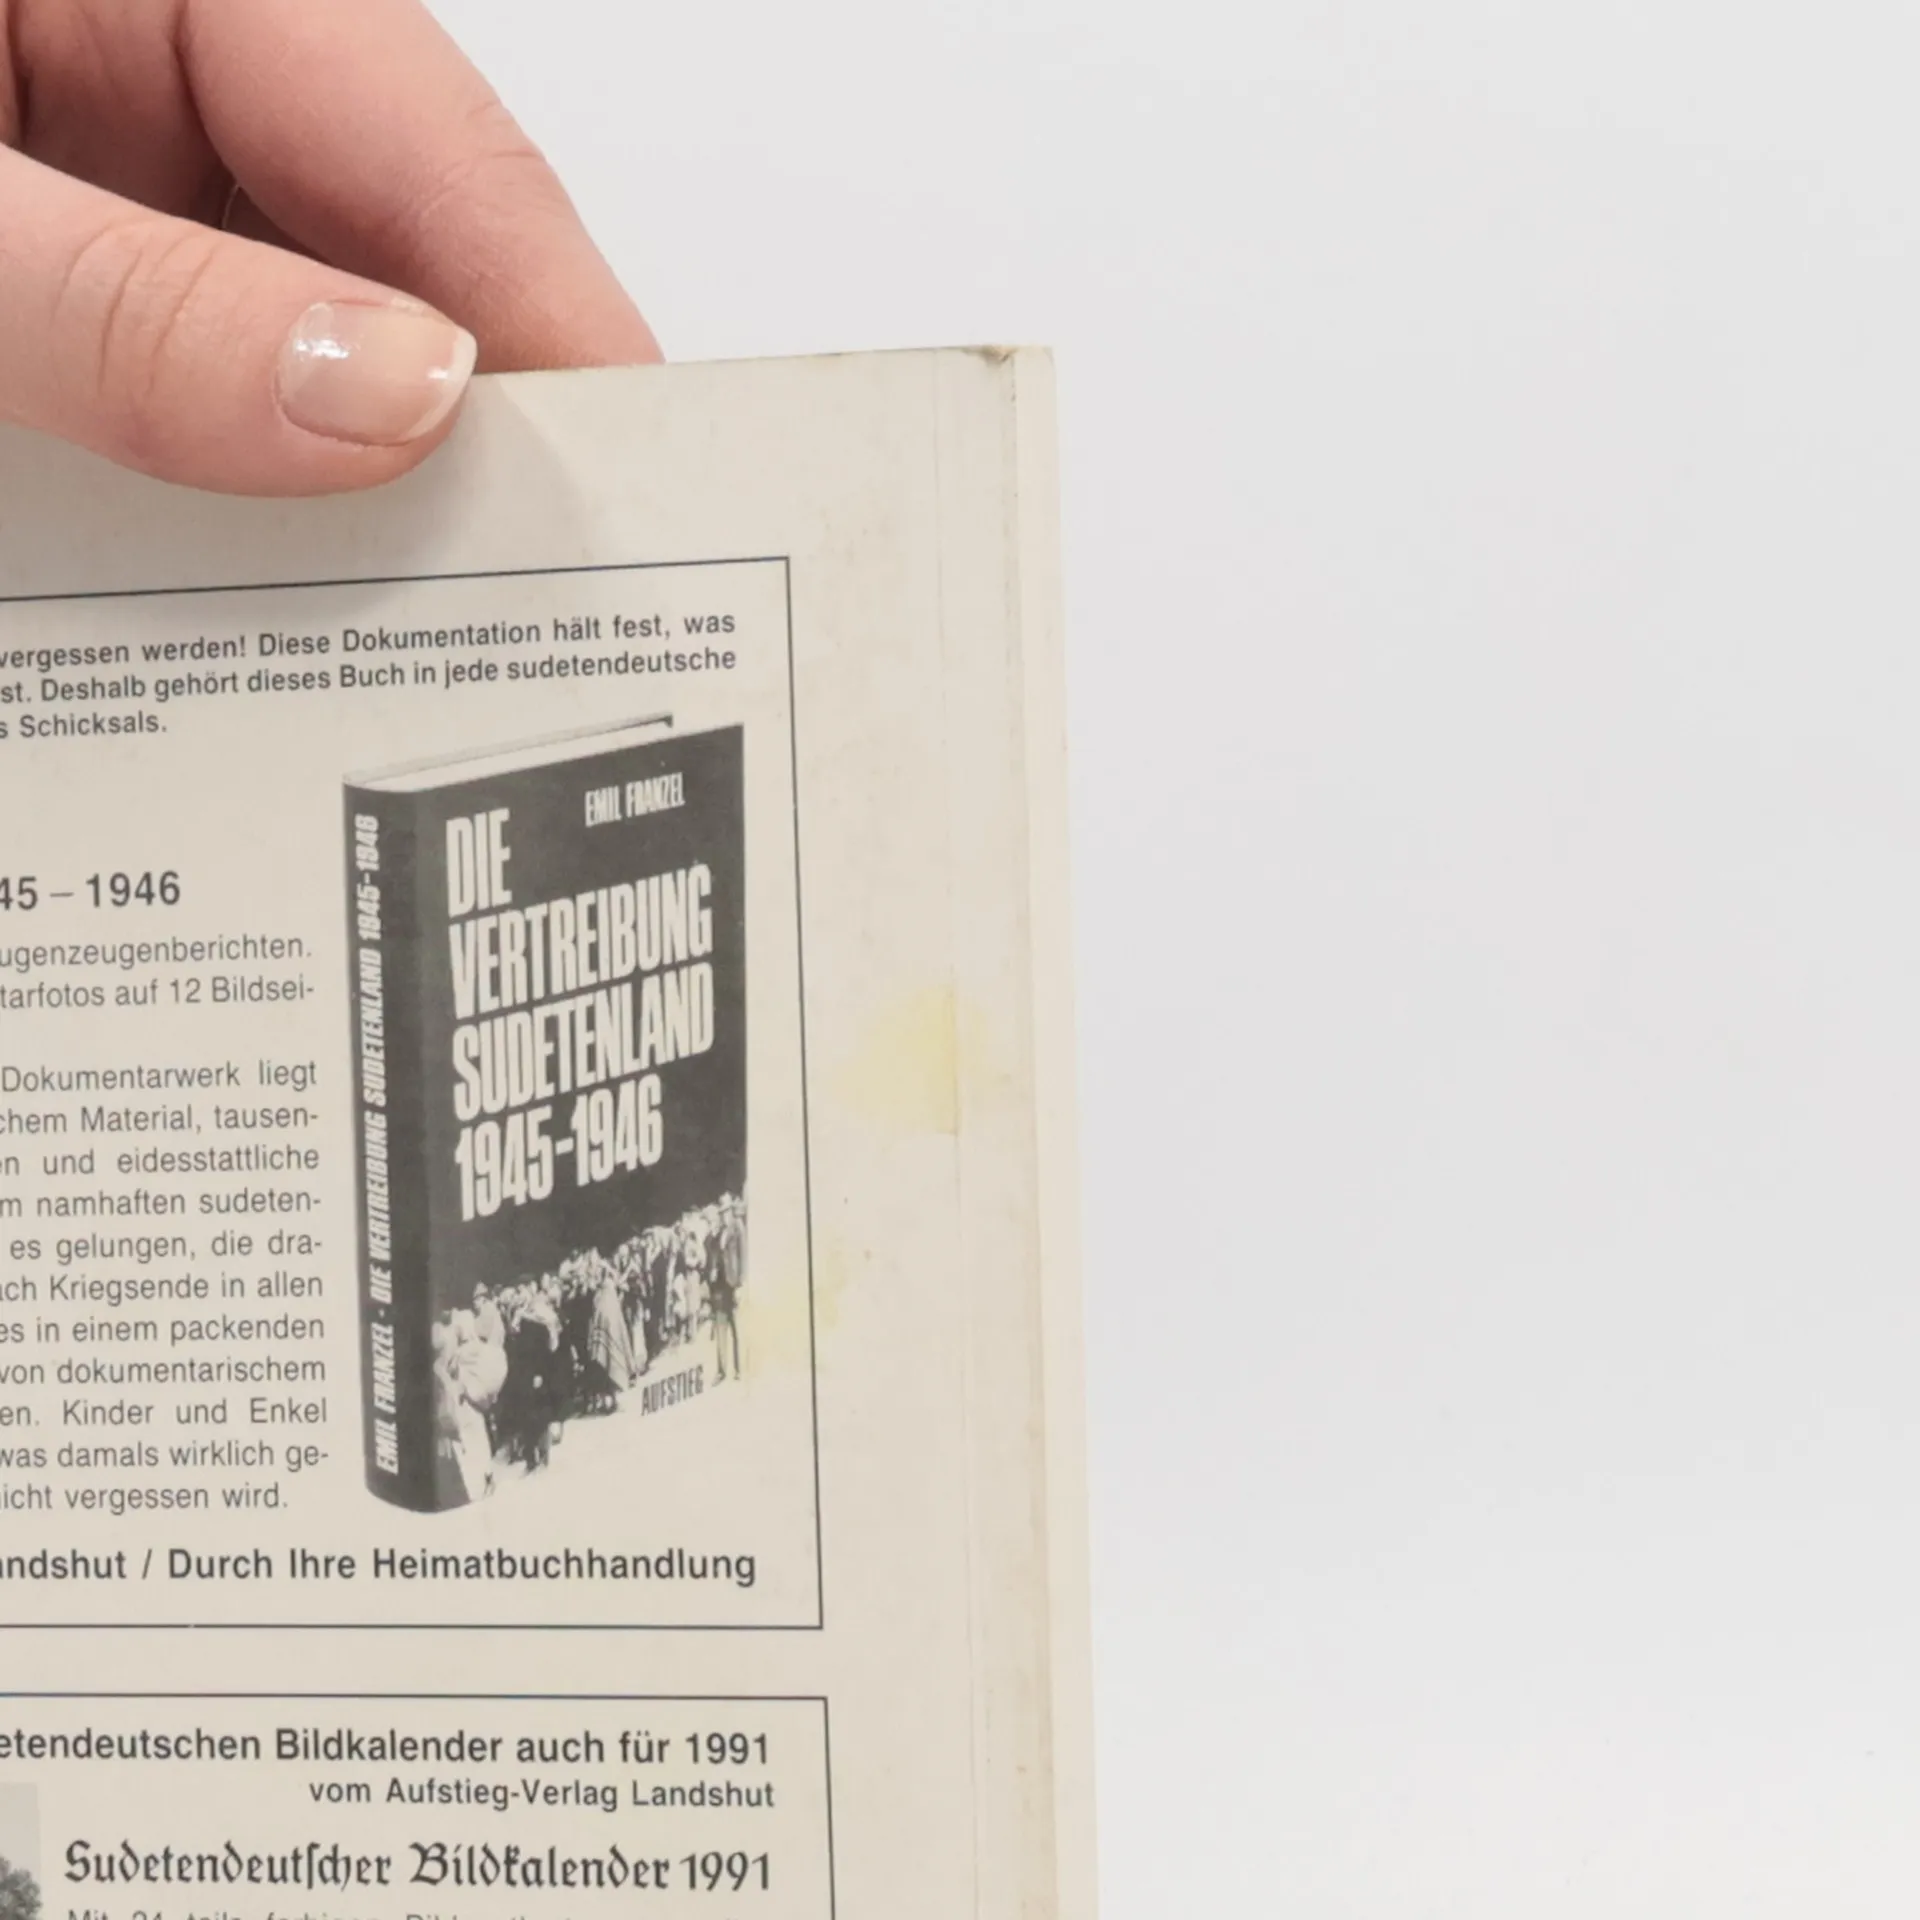 vergessen werden! Diese Dokumentation hält fest, was
st. Deshalb gehört dieses Buch in jede sudetendeutsche
s Schicksals.
EMIL FRANZEL
DIE
VERTREIBUNG
SUDETENLAND
1945-1946
AUFSTIEG
EMIL FRANZEL · DIE VERTREIBUNG SUDETENLAND 1945-1946
45 – 1946
ugenzeugenberichten.
tarfotos auf 12 Bildsei-
Dokumentarwerk liegt
chem Material, tausen-
en und eidesstattliche
m namhaften sudeten-
es gelungen, die dra-
ach Kriegsende in allen
es in einem packenden
von dokumentarischem
en. Kinder und Enkel
was damals wirklich ge-
icht vergessen wird.
andshut / Durch Ihre Heimatbuchhandlung
etendeutschen Bildkalender auch für 1991
vom Aufstieg-Verlag Landshut
Sudetendeutscher Bildkalender 1991